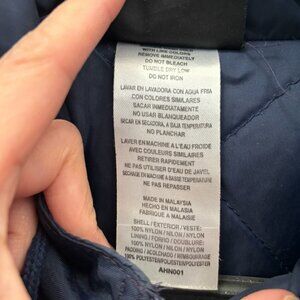 WITH LIKE COLORS
REMOVE IMMEDIATELY
DO NOT BLEACH
TUMBLE DRY LOW
DO NOT IRON
LAVAR EN LAVADORA CON AGUA FRIA
CON COLORES SIMILARES
SACAR INMEDIATAMENTE
NO USAR BLANQUEADOR
SACAR EN SECADORA, A BAJA TEMPERATURA
NO PLANCHAR
LAVER EN MACHINE A L'EAU FROIDE
AVEC COULEURS SIMILAIRES
RETIRER RAPIDEMENT
NE PAS UTILISER D'EAU DE JAVEL
SECHAGE EN MACHINE A BASSE TEMPERATURE
NE PAS REPASSER
MADE IN MALAYSIA
HECHO EN MALASIA
FABRIQUE A MALAISIE
SHELL / EXTERIOR / VESTE:
100% NYLON / NILON / NYLON
LINING / FORRO / DOUBLURE:
100% NYLON / NILON / NYLON
PADDING / ACOLCHADO / REMBOURRAGE:
100% POLYESTER/POLIESTER/POLYESTER
AHN001